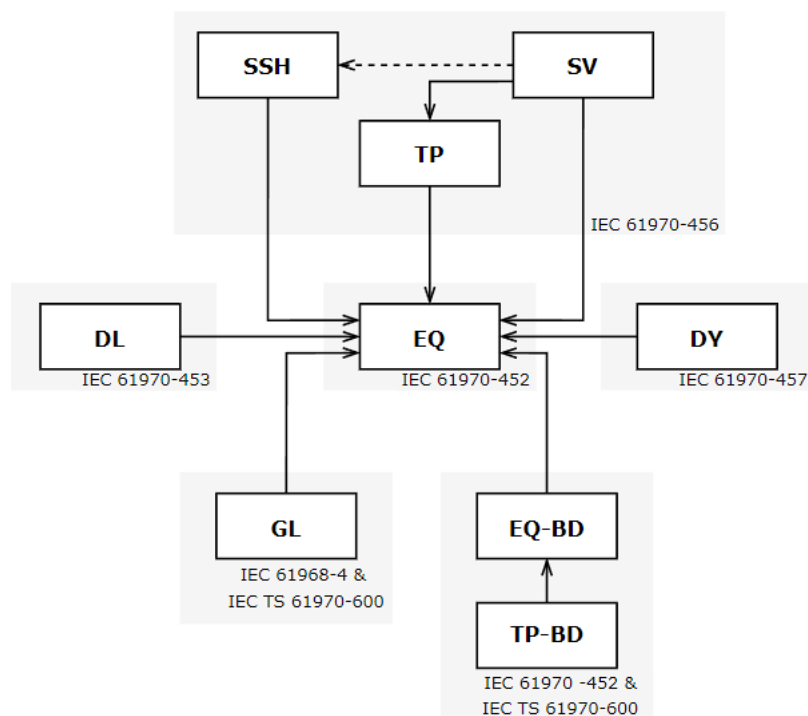 SSH
SV
TP
IEC 61970-456
DL
EQ
DY
IEC 61970-453
IEC 61970-452
IEC 61970-457
GL
EQ-BD
IEC 61968-4 &
IEC TS 61970-600
TP-BD
IEC 61970 -452 &
IEC TS 61970-600